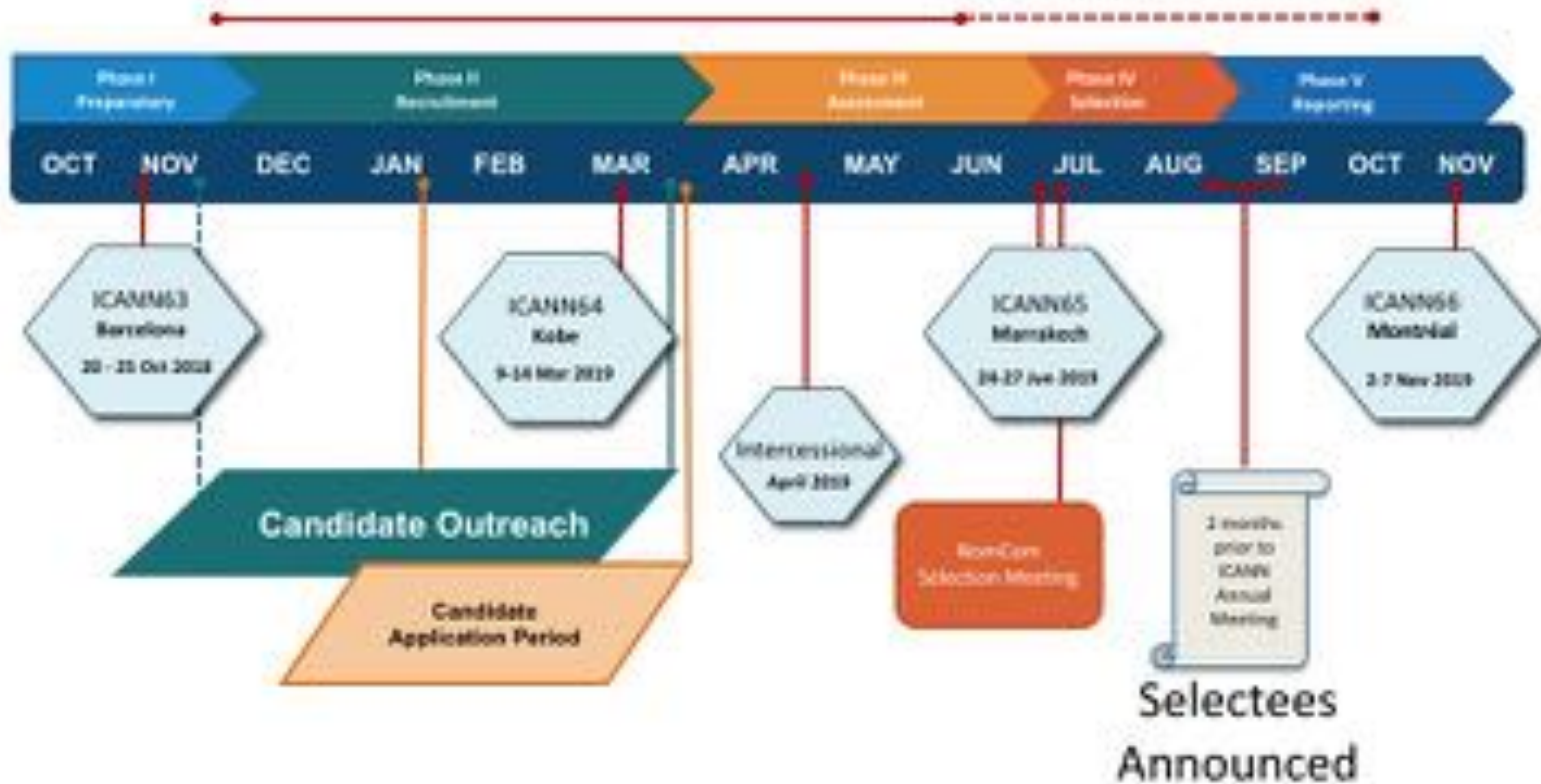 Phase I
Preparatory
Phase II
Recruitment
Phase III
Assessment
Phase IV
Selection
Phase V
Reporting
OCT NOV DEC JAN FEB MAR APR MAY JUN JUL AUG SEP OCT NOV
ICANN63
Barcelona
20 - 25 Oct 2018
ICANN64
Kobe
9-14 Mar 2019
Intercessional
April 2019
ICANN65
Marrakech
24-27 Jun 2019
ICANN66
Montréal
2-7 Nov 2019
Candidate Outreach
Candidate
Application Period
NomCom
Selection Meeting
2 months
prior to
ICANN
Annual
Meeting
Selectees
Announced